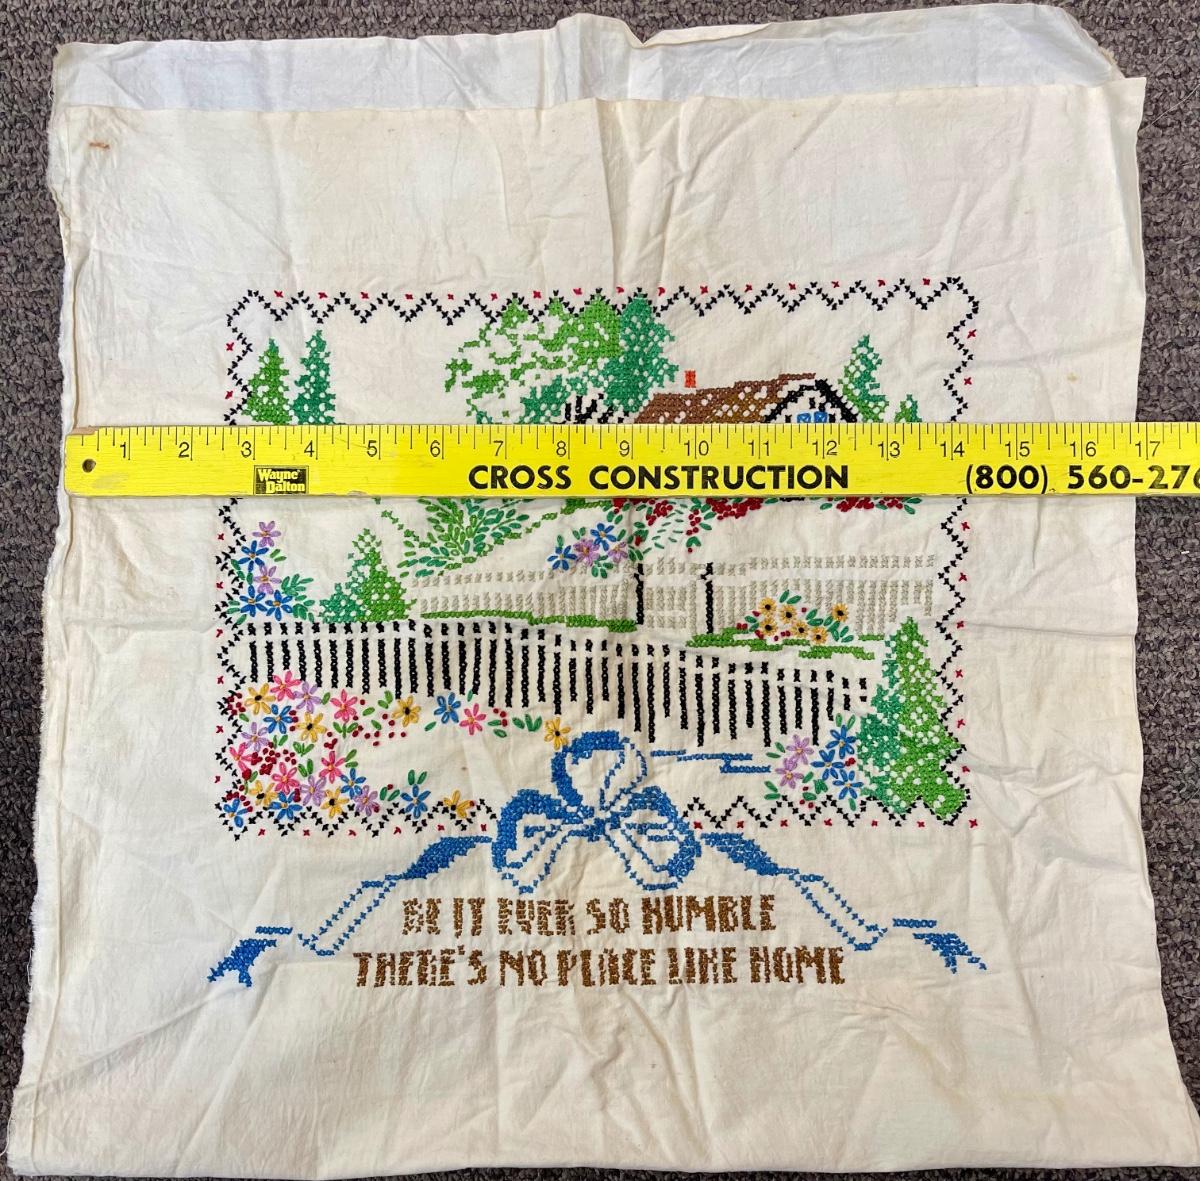 1 2 3 4 5 6 7 8 9 10 11 12 13 14 15 16 17
Wayne Dalton
CROSS CONSTRUCTION (800) 560-276
BE IT EVER SO HUMBLE
THERE'S NO PLACE LIKE HOME